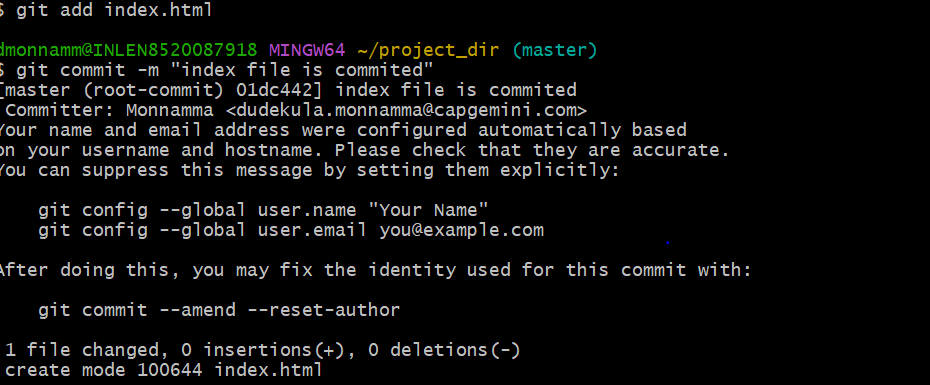 $ git add index.html
dmonnamm@INLEN8520087918 MINGW64 ~/project_dir (master)
$ git commit -m "index file is commited"
[master (root-commit) 01dc442] index file is commited
Committer: Monnamma <dudekula.monnamma@capgemini.com>
Your name and email address were configured automatically based
on your username and hostname. Please check that they are accurate.
You can suppress this message by setting them explicitly:
git config --global user.name "Your Name"
git config --global user.email you@example.com
After doing this, you may fix the identity used for this commit with:
git commit --amend --reset-author
1 file changed, 0 insertions(+), 0 deletions(-)
create mode 100644 index.html